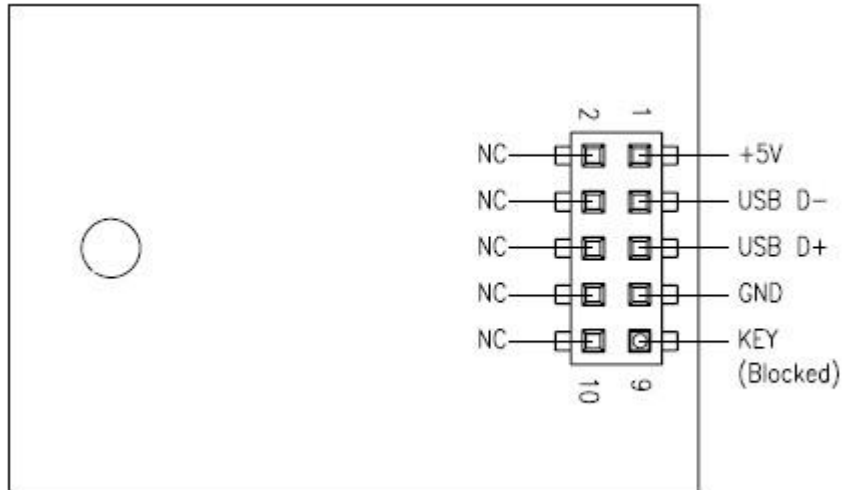 2 1
NC +5V
NC USB D-
NC USB D+
NC GND
NC KEY
(Blocked)
10 9